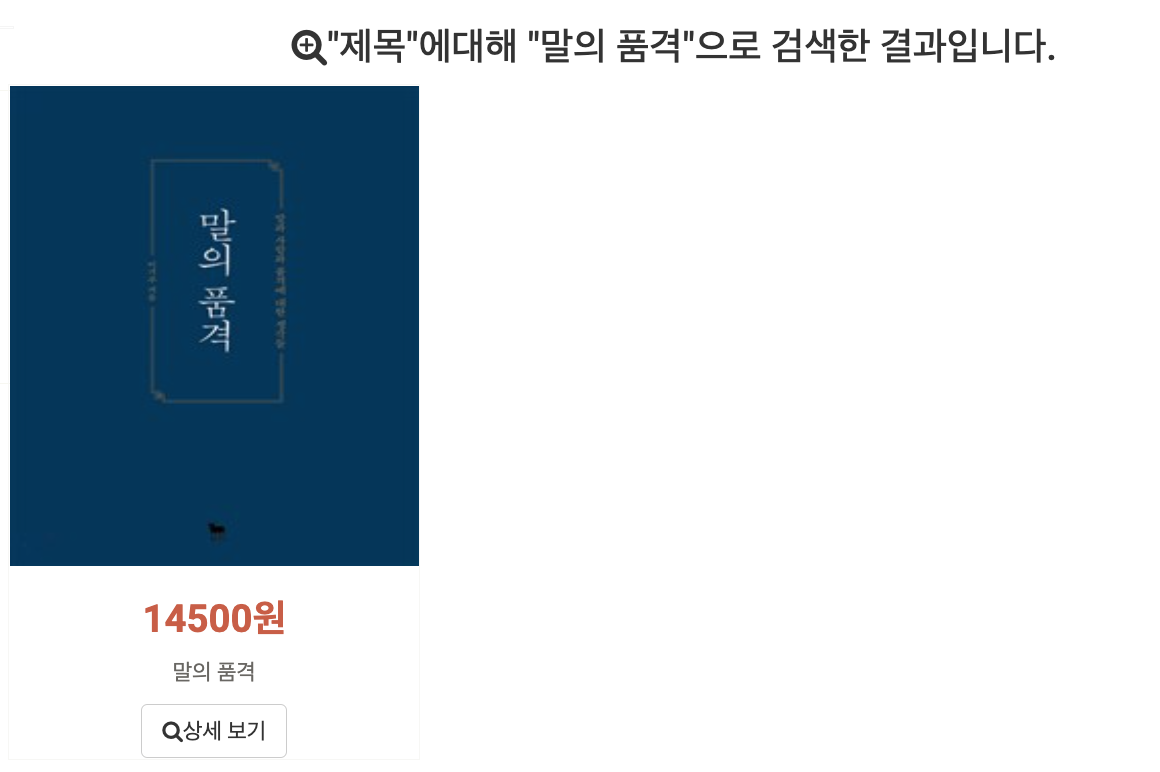 "제목"에대해 "말의 품격"으로 검색한 결과입니다.
말의 품격
14500원
말의 품격
상세 보기